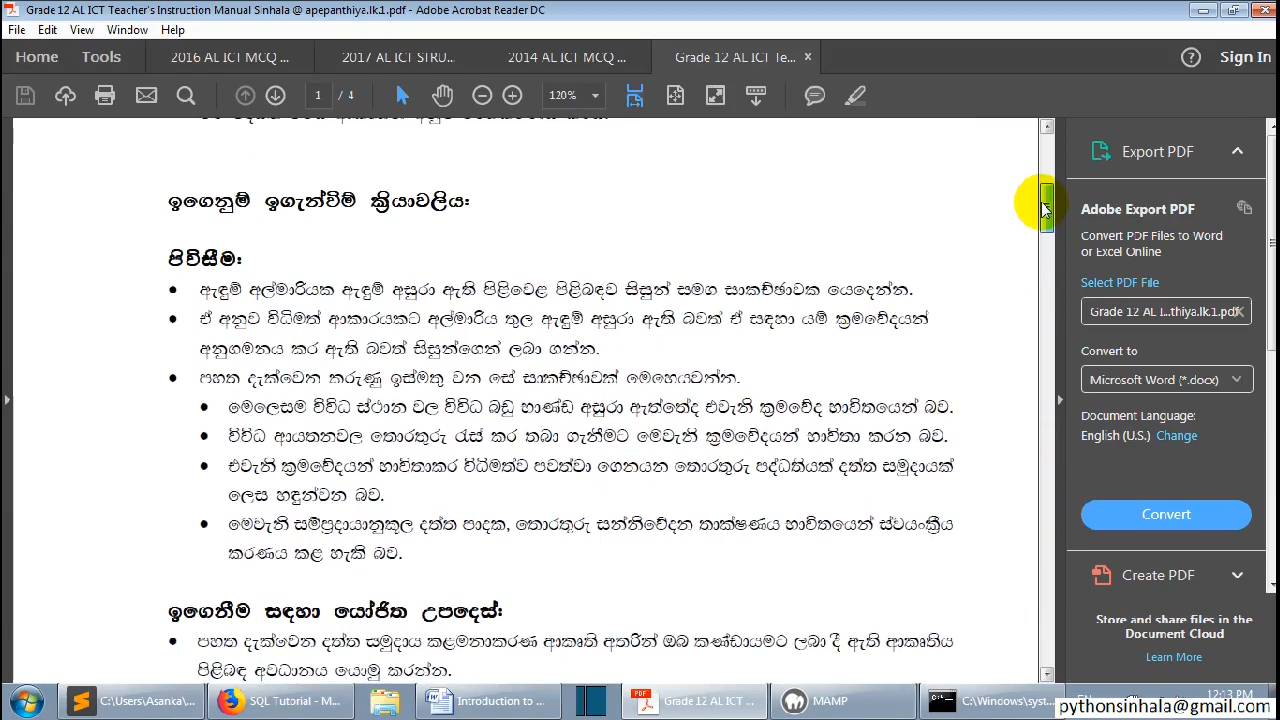 Grade 12 AL ICT Teacher's Instruction Manual Sinhala @ apepanthiya.lk1.pdf - Adobe Acrobat Reader DC
File Edit View Window Help
Home Tools 2016 AL ICT MCQ ... 2017 AL ICT STRU... 2014 AL ICT MCQ ... Grade 12 AL ICT Te... × Sign In
1 / 4 120%
ඉගෙනුම් ඉගැන්වීම් ක්‍රියාවලිය:
පිවිසීම:
• ඇඳුම් අල්මාරියක ඇඳුම් අසුරා ඇති පිළිවෙළ පිළිබඳව සිසුන් සමග සාකච්ඡාවක යෙදෙන්න.
• ඒ අනුව විධිමත් ආකාරයකට අල්මාරිය තුල ඇඳුම් අසුරා ඇති බවත් ඒ සඳහා යම් ක්‍රමවේදයන්
අනුගමනය කර ඇති බවත් සිසුන්ගෙන් ලබා ගන්න.
• පහත දැක්වෙන කරුණු ඉස්මතු වන සේ සාකච්ඡාවක් මෙහෙයවන්න.
• මෙලෙසම විවිධ ස්ථාන වල විවිධ බඩු භාණ්ඩ අසුරා ඇත්තේද එවැනි ක්‍රමවේද භාවිතයෙන් බව.
• විවිධ ආයතනවල තොරතුරු රැස් කර තබා ගැනීමට මෙවැනි ක්‍රමවේදයන් භාවිතා කරන බව.
• එවැනි ක්‍රමවේදයන් භාවිතාකර විධිමත්ව පවත්වා ගෙනයන තොරතුරු පද්ධතියක් දත්ත සමුදායක්
ලෙස හඳුන්වන බව.
• මෙවැනි සම්ප්‍රදායානුකූල දත්ත පාදක, තොරතුරු සන්නිවේදන තාක්ෂණය භාවිතයෙන් ස්වයංක්‍රීය
කරණය කළ හැකි බව.
ඉගෙනීම සඳහා යෝජිත උපදෙස්:
• පහත දැක්වෙන දත්ත සමුදාය කළමනාකරණ ආකෘති අතරින් ඔබ කණ්ඩායමට ලබා දී ඇති ආකෘතිය
පිළිබඳ අවධානය යොමු කරන්න.
Export PDF
Adobe Export PDF
Convert PDF Files to Word
or Excel Online
Select PDF File
Grade 12 AL I...thiya.lk.1.pdf
Convert to
Microsoft Word (*.docx)
Document Language:
English (U.S.) Change
Convert
Create PDF
Store and share files in the
Document Cloud
Learn More
C:\Users\Asanka\... SQL Tutorial - M... Introduction to ... Grade 12 AL ICT ... MAMP C:\Windows\syst... EN 12:13 PM
pythonsinhala@gmail.com